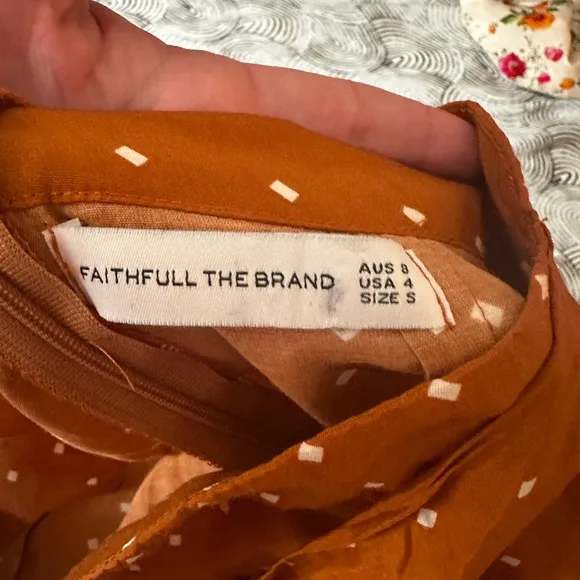 FAITHFULL THE BRAND
AUS 8
USA 4
SIZE S